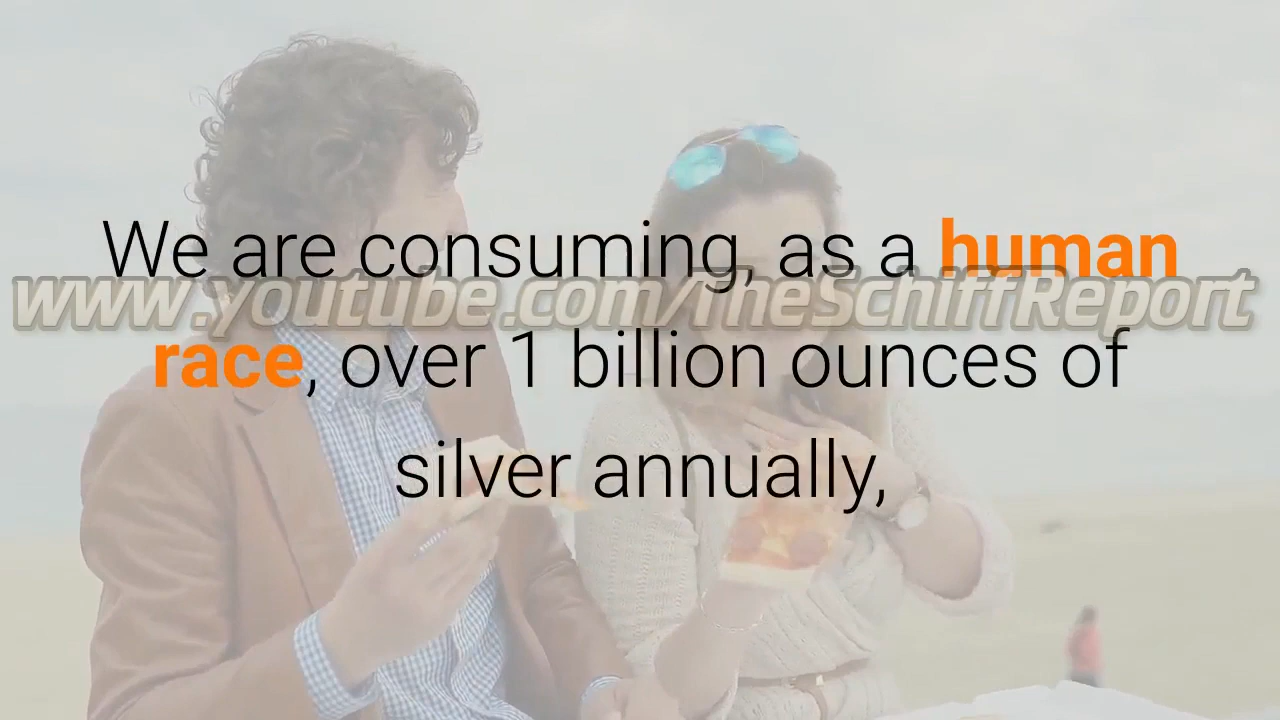 We are consuming, as a human
www.youtube.com/TheSchiffReport
race, over 1 billion ounces of
silver annually,